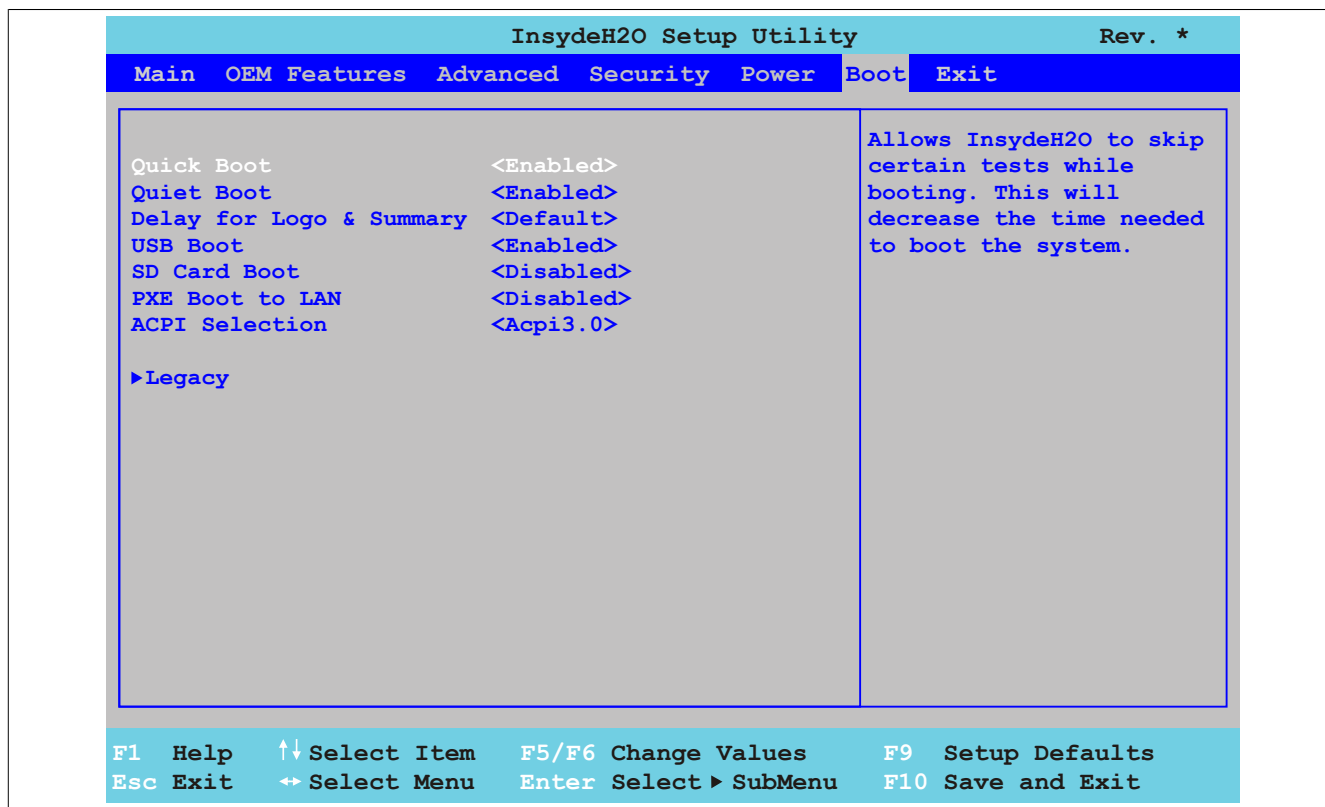 InsydeH2O Setup Utility Rev. *
Main OEM Features Advanced Security Power Boot Exit
Quick Boot <Enabled>
Quiet Boot <Enabled>
Delay for Logo & Summary <Default>
USB Boot <Enabled>
SD Card Boot <Disabled>
PXE Boot to LAN <Disabled>
ACPI Selection <Acpi3.0>
▶Legacy
Allows InsydeH2O to skip
certain tests while
booting. This will
decrease the time needed
to boot the system.
F1 Help ↑↓ Select Item F5/F6 Change Values F9 Setup Defaults
Esc Exit ↔ Select Menu Enter Select ▶ SubMenu F10 Save and Exit